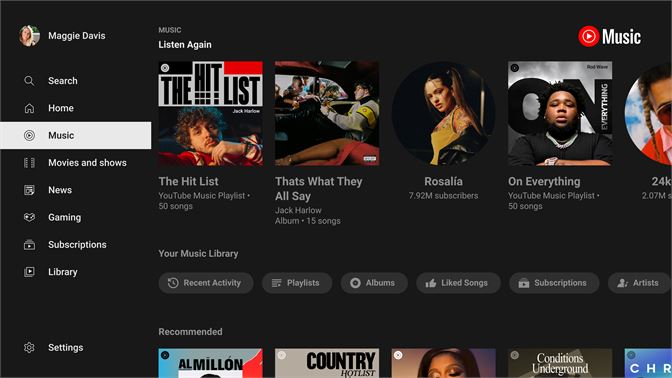 Maggie Davis
Search
Home
Music
Movies and shows
News
Gaming
Subscriptions
Library
Settings
MUSIC
Listen Again
Music
THE HIT LIST
Jack Harlow
Rod Wave
ON
EVERYTHING
The Hit List
YouTube Music Playlist •
50 songs
Thats What They
All Say
Jack Harlow
Album • 15 songs
Rosalía
7.92M subscribers
On Everything
YouTube Music Playlist •
50 songs
24k
2.07M s
Your Music Library
Recent Activity
Playlists
Albums
Liked Songs
Subscriptions
Artists
Recommended
AL MILLÓN
COUNTRY
HOTLIST
Conditions
Underground
CHR